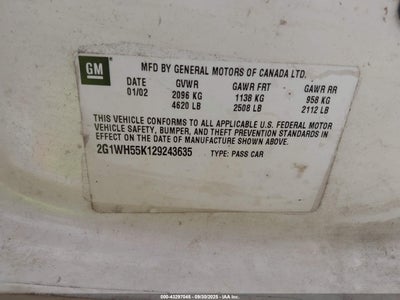 GM
MFD BY GENERAL MOTORS OF CANADA LTD.
DATE GVWR GAWR FRT GAWR RR
01/02 2096 KG 1138 KG 958 KG
4620 LB 2508 LB 2112 LB
THIS VEHICLE CONFORMS TO ALL APPLICABLE U.S. FEDERAL MOTOR
VEHICLE SAFETY, BUMPER, AND THEFT PREVENTION STANDARDS IN
EFFECT ON THE DATE OF MANUFACTURE SHOWN ABOVE.
2G1WH55K129243635 TYPE: PASS CAR
000-43297045 - 09/30/2025 - IAA Inc.